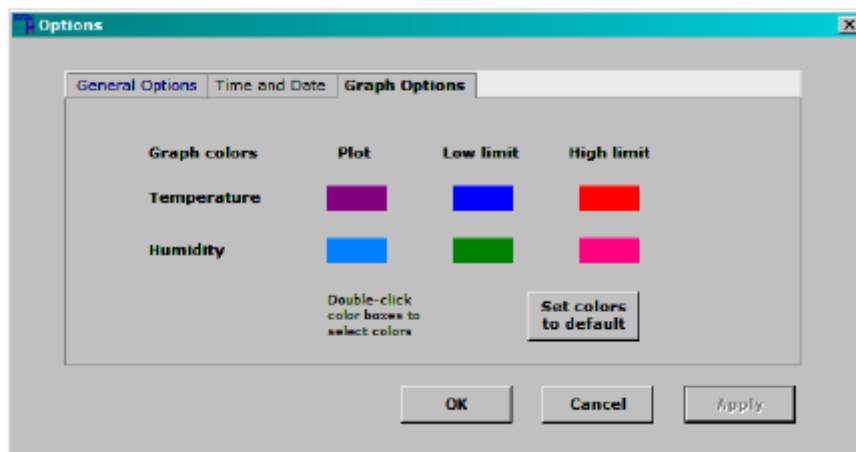 Options
General Options Time and Date Graph Options
Graph colors Plot Low limit High limit
Temperature
Humidity
Double-click
color boxes to
select colors
Set colors
to default
OK Cancel Apply